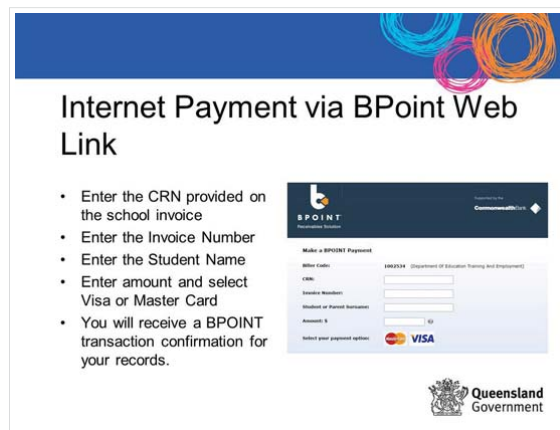 Internet Payment via BPoint Web
Link
• Enter the CRN provided on
the school invoice
• Enter the Invoice Number
• Enter the Student Name
• Enter amount and select
Visa or Master Card
• You will receive a BPOINT
transaction confirmation for
your records.
b
BPOINT
Receivables Solution
CommonwealthBank
Make a BPOINT Payment
Biller Code: 1002534 (Department Of Education Training And Employment)
CRN:
Invoice Number:
Student or Parent Surname:
Amount: $
Select your payment option: MasterCard VISA
Queensland
Government